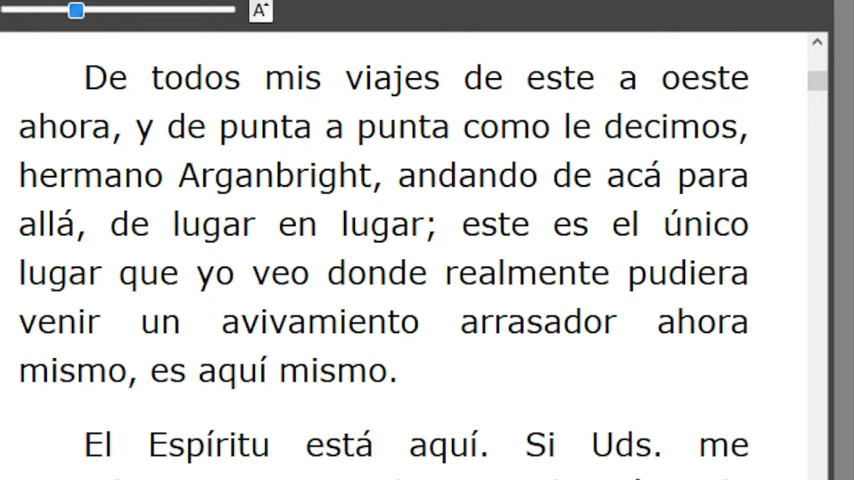 A
De todos mis viajes de este a oeste
ahora, y de punta a punta como le decimos,
hermano Arganbright, andando de acá para
allá, de lugar en lugar; este es el único
lugar que yo veo donde realmente pudiera
venir un avivamiento arrasador ahora
mismo, es aquí mismo.
El Espíritu está aquí. Si Uds. me